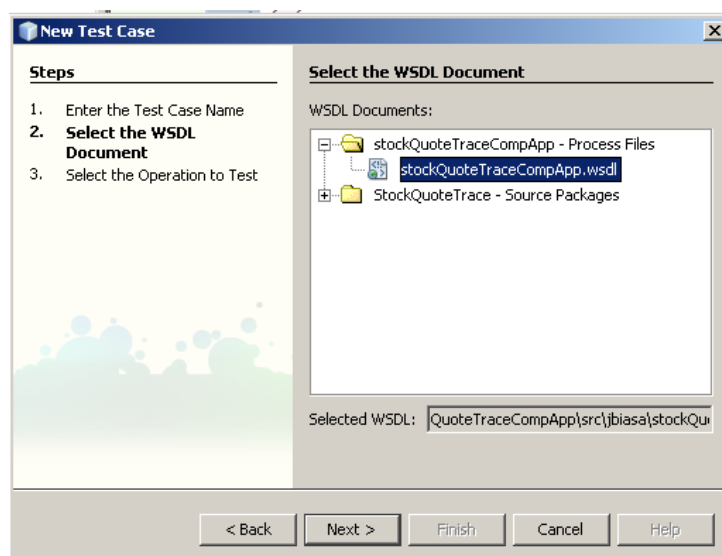 New Test Case
Steps
1. Enter the Test Case Name
2. Select the WSDL
Document
3. Select the Operation to Test
Select the WSDL Document
WSDL Documents:
stockQuoteTraceCompApp - Process Files
stockQuoteTraceCompApp.wsdl
StockQuoteTrace - Source Packages
Selected WSDL: QuoteTraceCompApp\src\jbiasa\stockQu
< Back Next > Finish Cancel Help